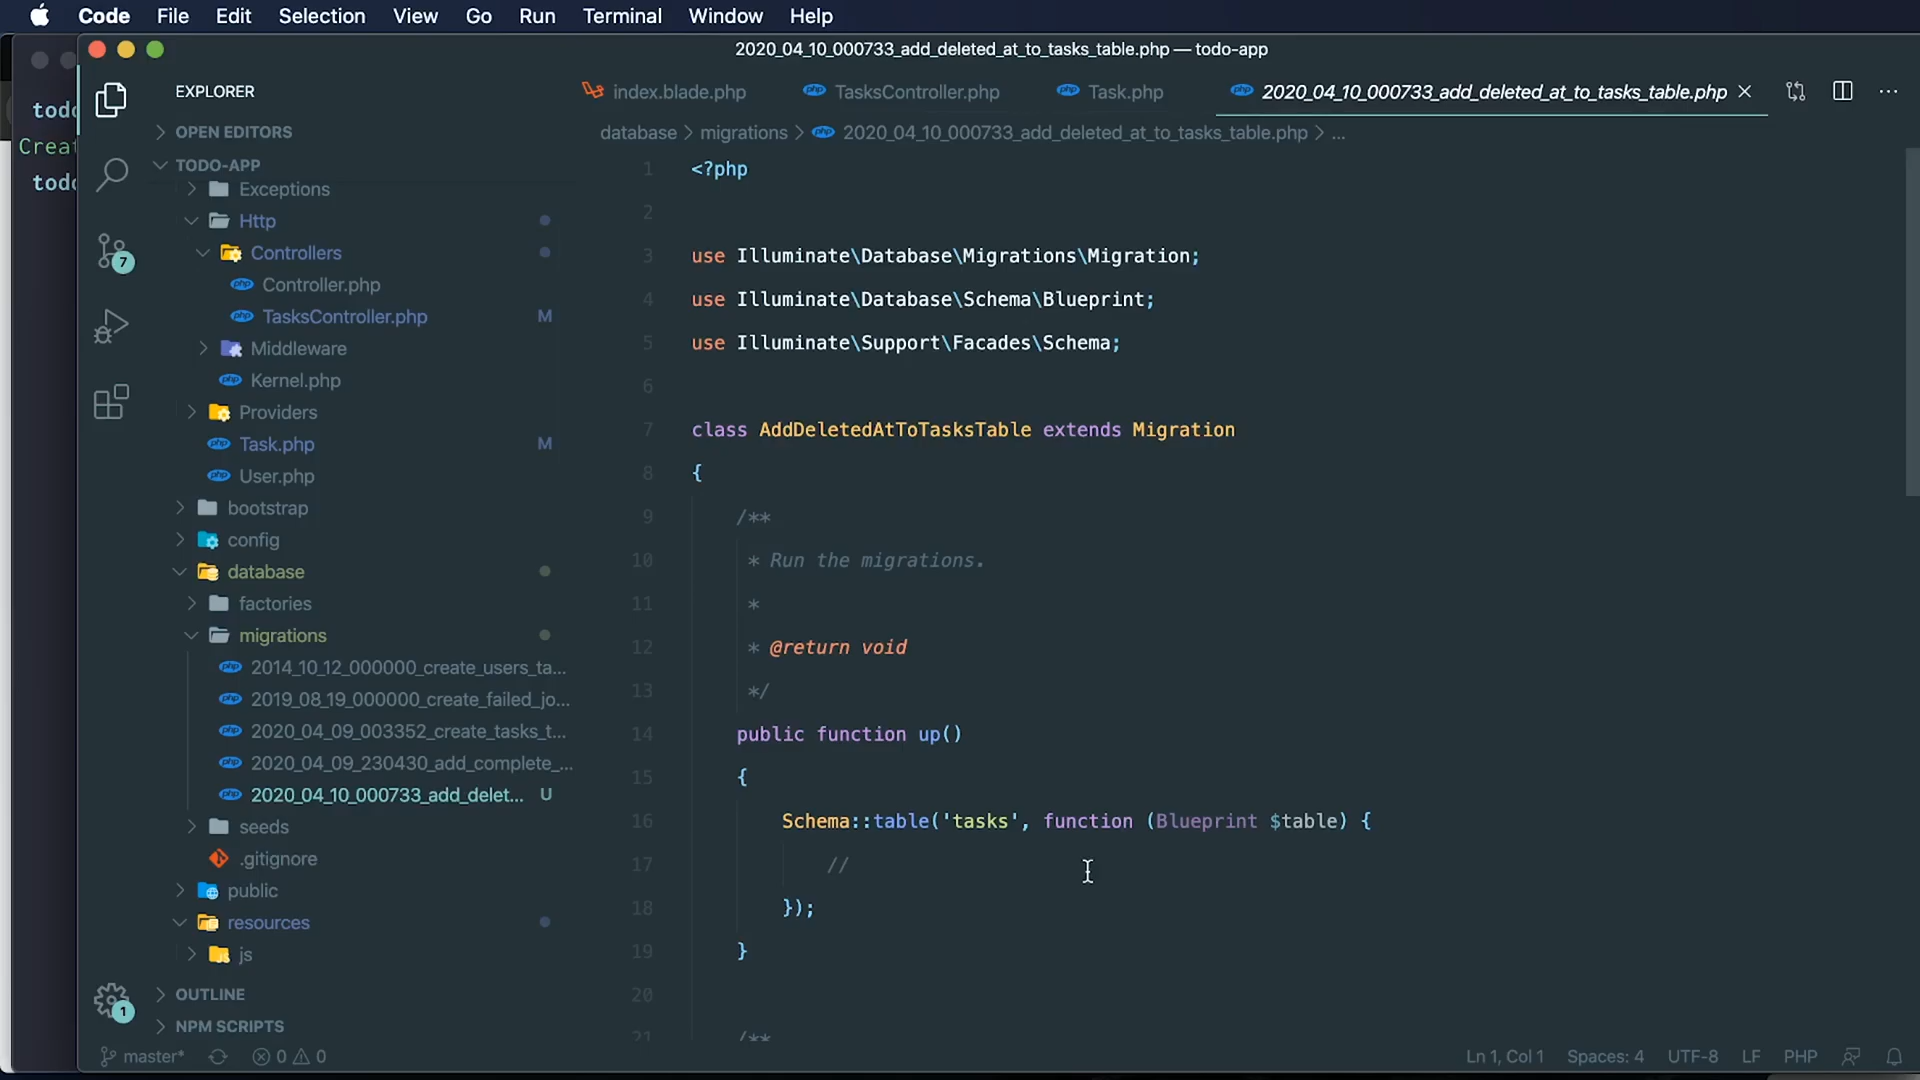 Code File Edit Selection View Go Run Terminal Window Help
2020_04_10_000733_add_deleted_at_to_tasks_table.php — todo-app
EXPLORER
index.blade.php
TasksController.php
Task.php
2020_04_10_000733_add_deleted_at_to_tasks_table.php
OPEN EDITORS
database > migrations > 2020_04_10_000733_add_deleted_at_to_tasks_table.php > ...
TODO-APP
Exceptions
Http
Controllers
Controller.php
TasksController.php M
Middleware
Kernel.php
Providers
Task.php M
User.php
bootstrap
config
database
factories
migrations
2014_10_12_000000_create_users_ta...
2019_08_19_000000_create_failed_jo...
2020_04_09_003352_create_tasks_t...
2020_04_09_230430_add_complete_...
2020_04_10_000733_add_delet... U
seeds
.gitignore
public
resources
js
OUTLINE
NPM SCRIPTS
7
1
1 <?php
2
3 use Illuminate\Database\Migrations\Migration;
4 use Illuminate\Database\Schema\Blueprint;
5 use Illuminate\Support\Facades\Schema;
6
7 class AddDeletedAtToTasksTable extends Migration
8 {
9 /**
10 * Run the migrations.
11 *
12 * @return void
13 */
14 public function up()
15 {
16 Schema::table('tasks', function (Blueprint $table) {
17 //
18 });
19 }
20
21 /**
master* 0 0
Ln 1, Col 1 Spaces: 4 UTF-8 LF PHP